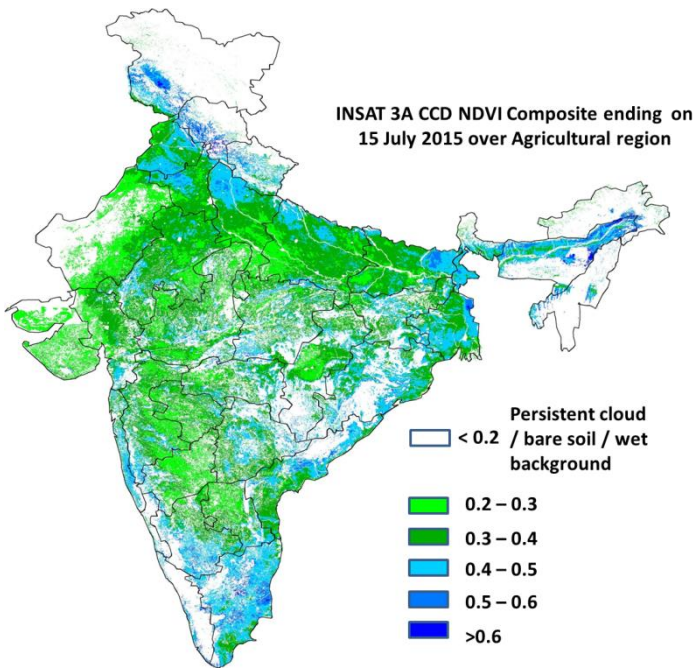 INSAT 3A CCD NDVI Composite ending on
15 July 2015 over Agricultural region
< 0.2 Persistent cloud
/ bare soil / wet
background
0.2 – 0.3
0.3 – 0.4
0.4 – 0.5
0.5 – 0.6
>0.6